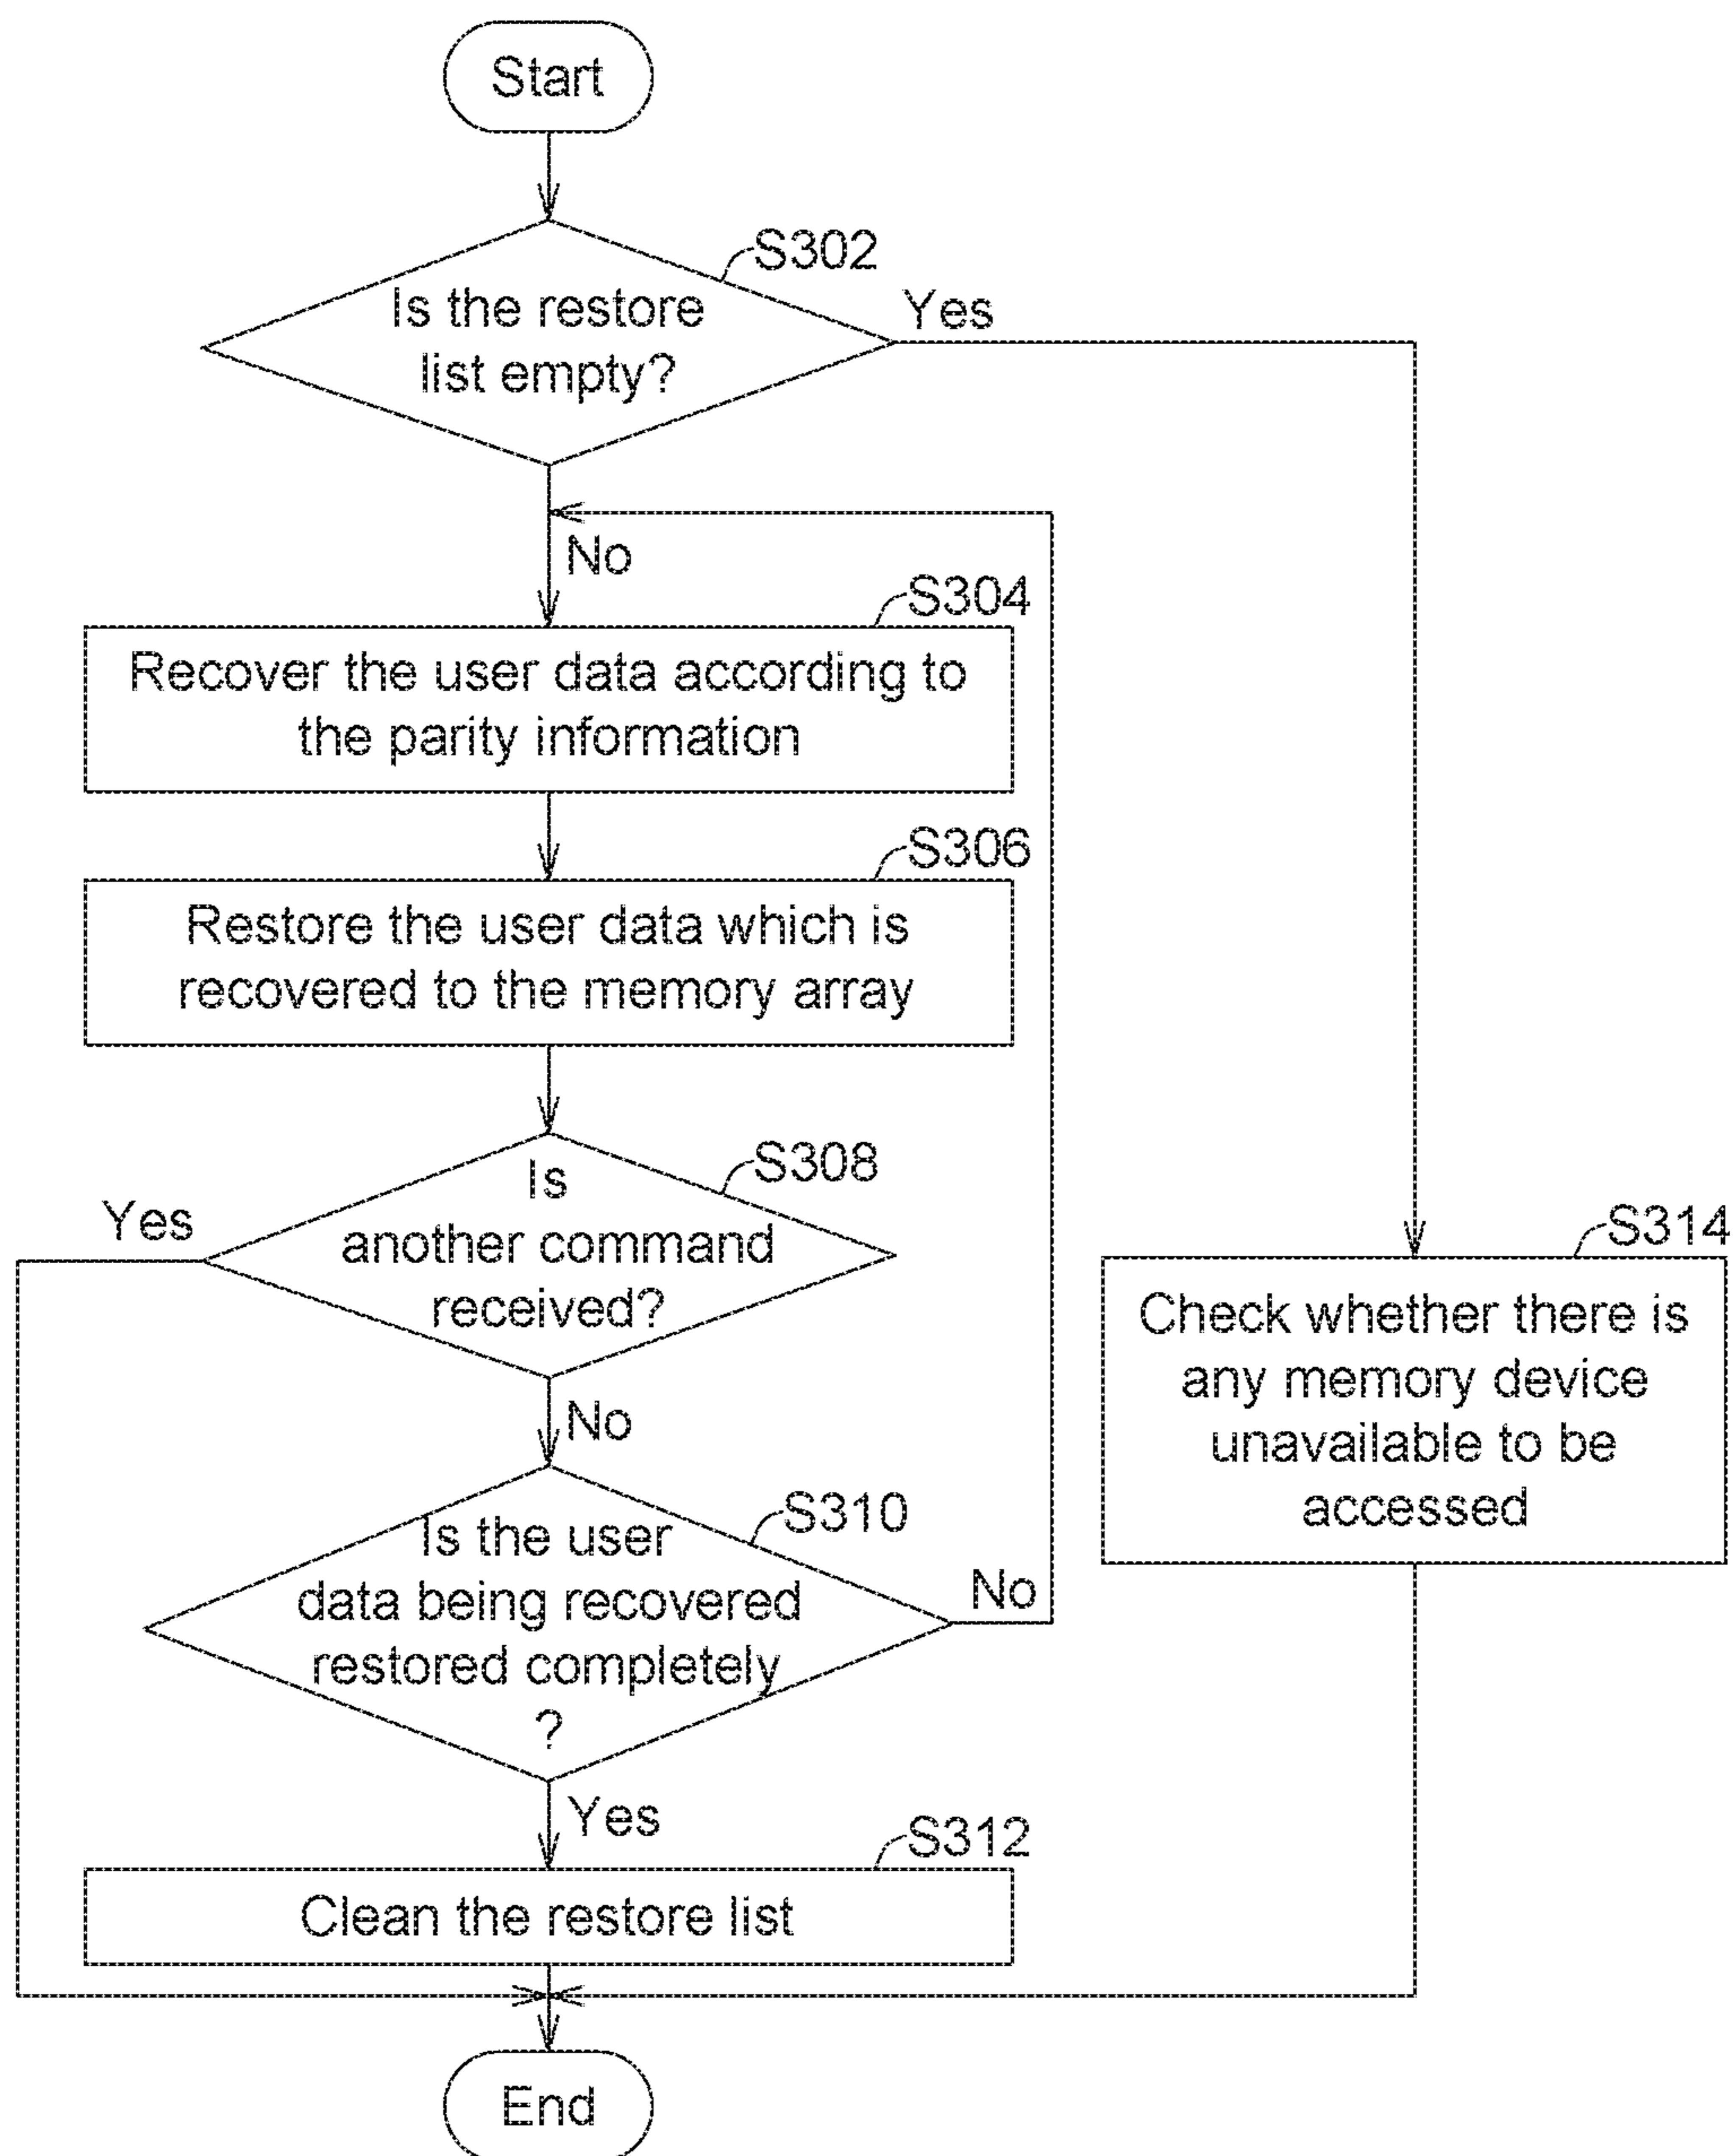 Start
S302
Is the restore
list empty?
Yes
No
S304
Recover the user data according to
the parity information
S306
Restore the user data which is
recovered to the memory array
S308
Is
another command
received?
Yes
No
S314
Check whether there is
any memory device
unavailable to be
accessed
S310
Is the user
data being recovered
restored completely
?
No
Yes
S312
Clean the restore list
End